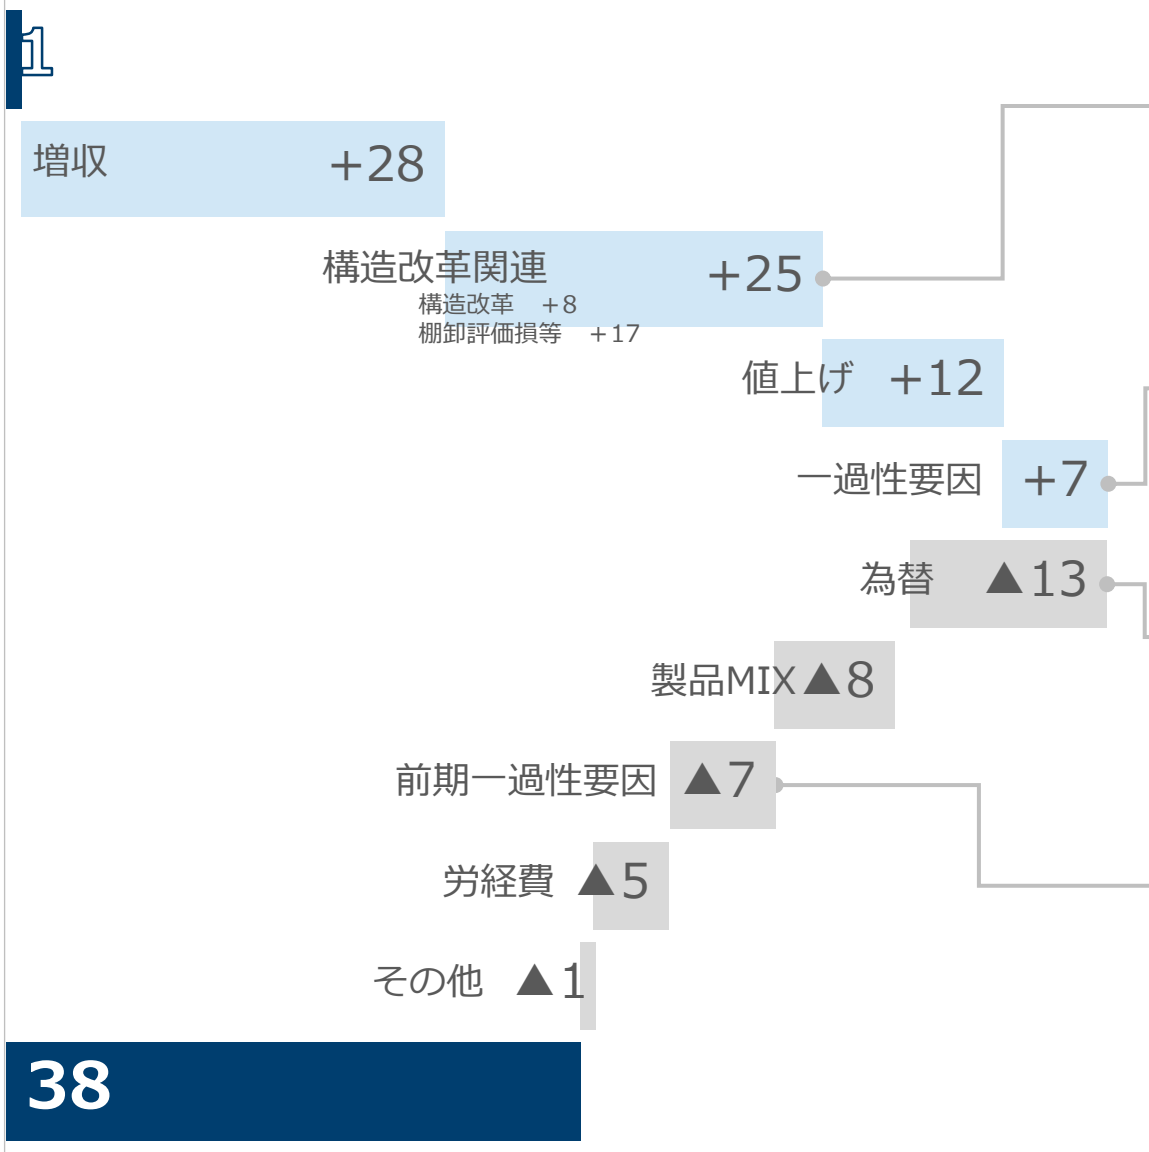 1
増収 +28
構造改革関連 +25
構造改革 +8
棚卸評価損等 +17
値上げ +12
一過性要因 +7
為替 ▲13
製品MIX ▲8
前期一過性要因 ▲7
労経費 ▲5
その他 ▲1
38